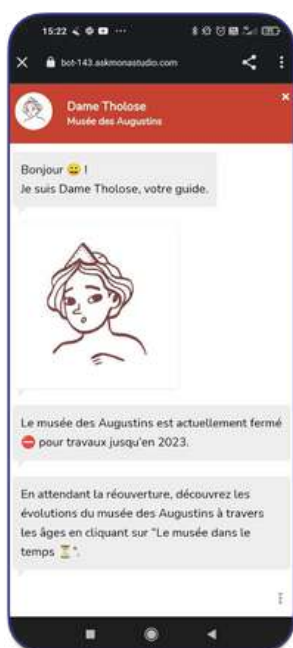 15:22
bot-143.askmonastudio.com
Dame Tholose
Musée des Augustins
Bonjour 😀 !
Je suis Dame Tholose, votre guide.
Le musée des Augustins est actuellement fermé
⛔ pour travaux jusqu'en 2023.
En attendant la réouverture, découvrez les
évolutions du musée des Augustins à travers
les âges en cliquant sur "Le musée dans le
temps ⏳".